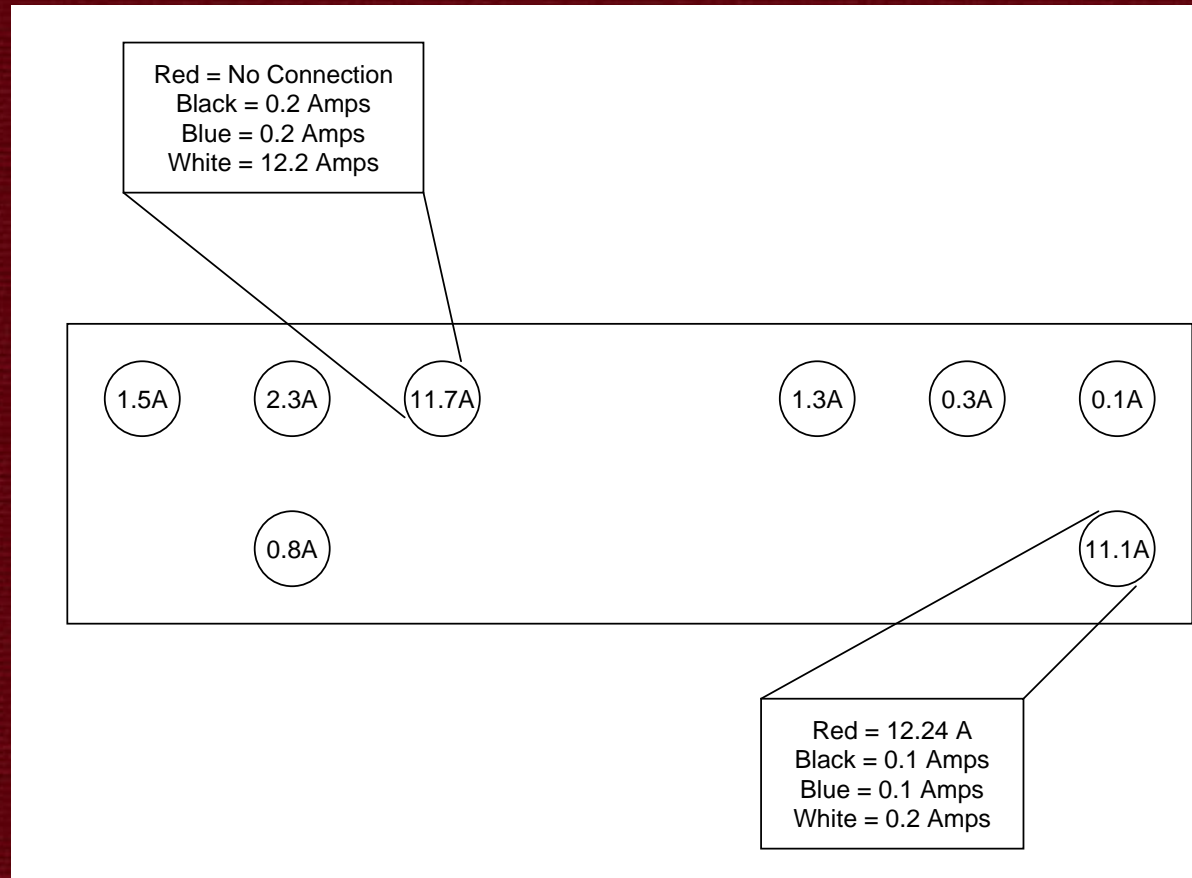 Red = No Connection
Black = 0.2 Amps
Blue = 0.2 Amps
White = 12.2 Amps
1.5A
2.3A
11.7A
1.3A
0.3A
0.1A
0.8A
11.1A
Red = 12.24 A
Black = 0.1 Amps
Blue = 0.1 Amps
White = 0.2 Amps